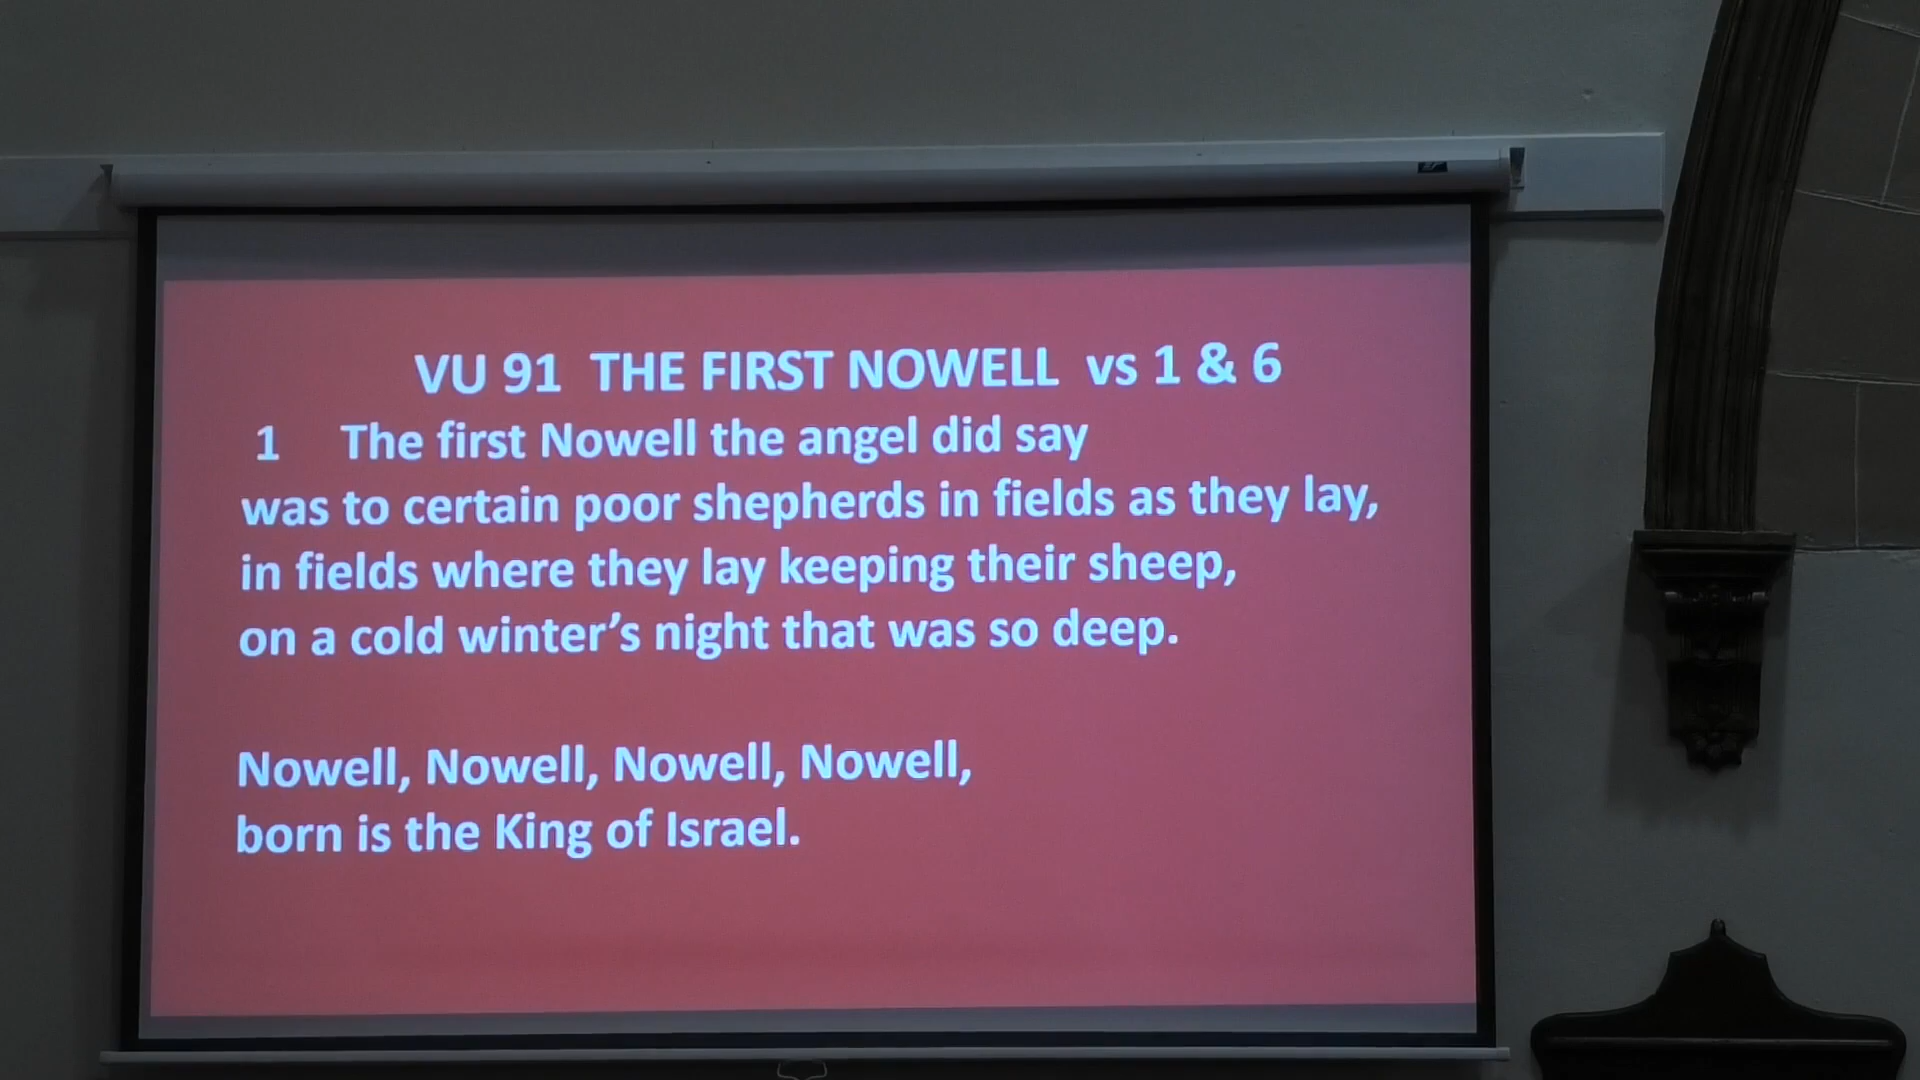 VU 91 THE FIRST NOWELL vs 1 & 6
1 The first Nowell the angel did say
was to certain poor shepherds in fields as they lay,
in fields where they lay keeping their sheep,
on a cold winter’s night that was so deep.
Nowell, Nowell, Nowell, Nowell,
born is the King of Israel.